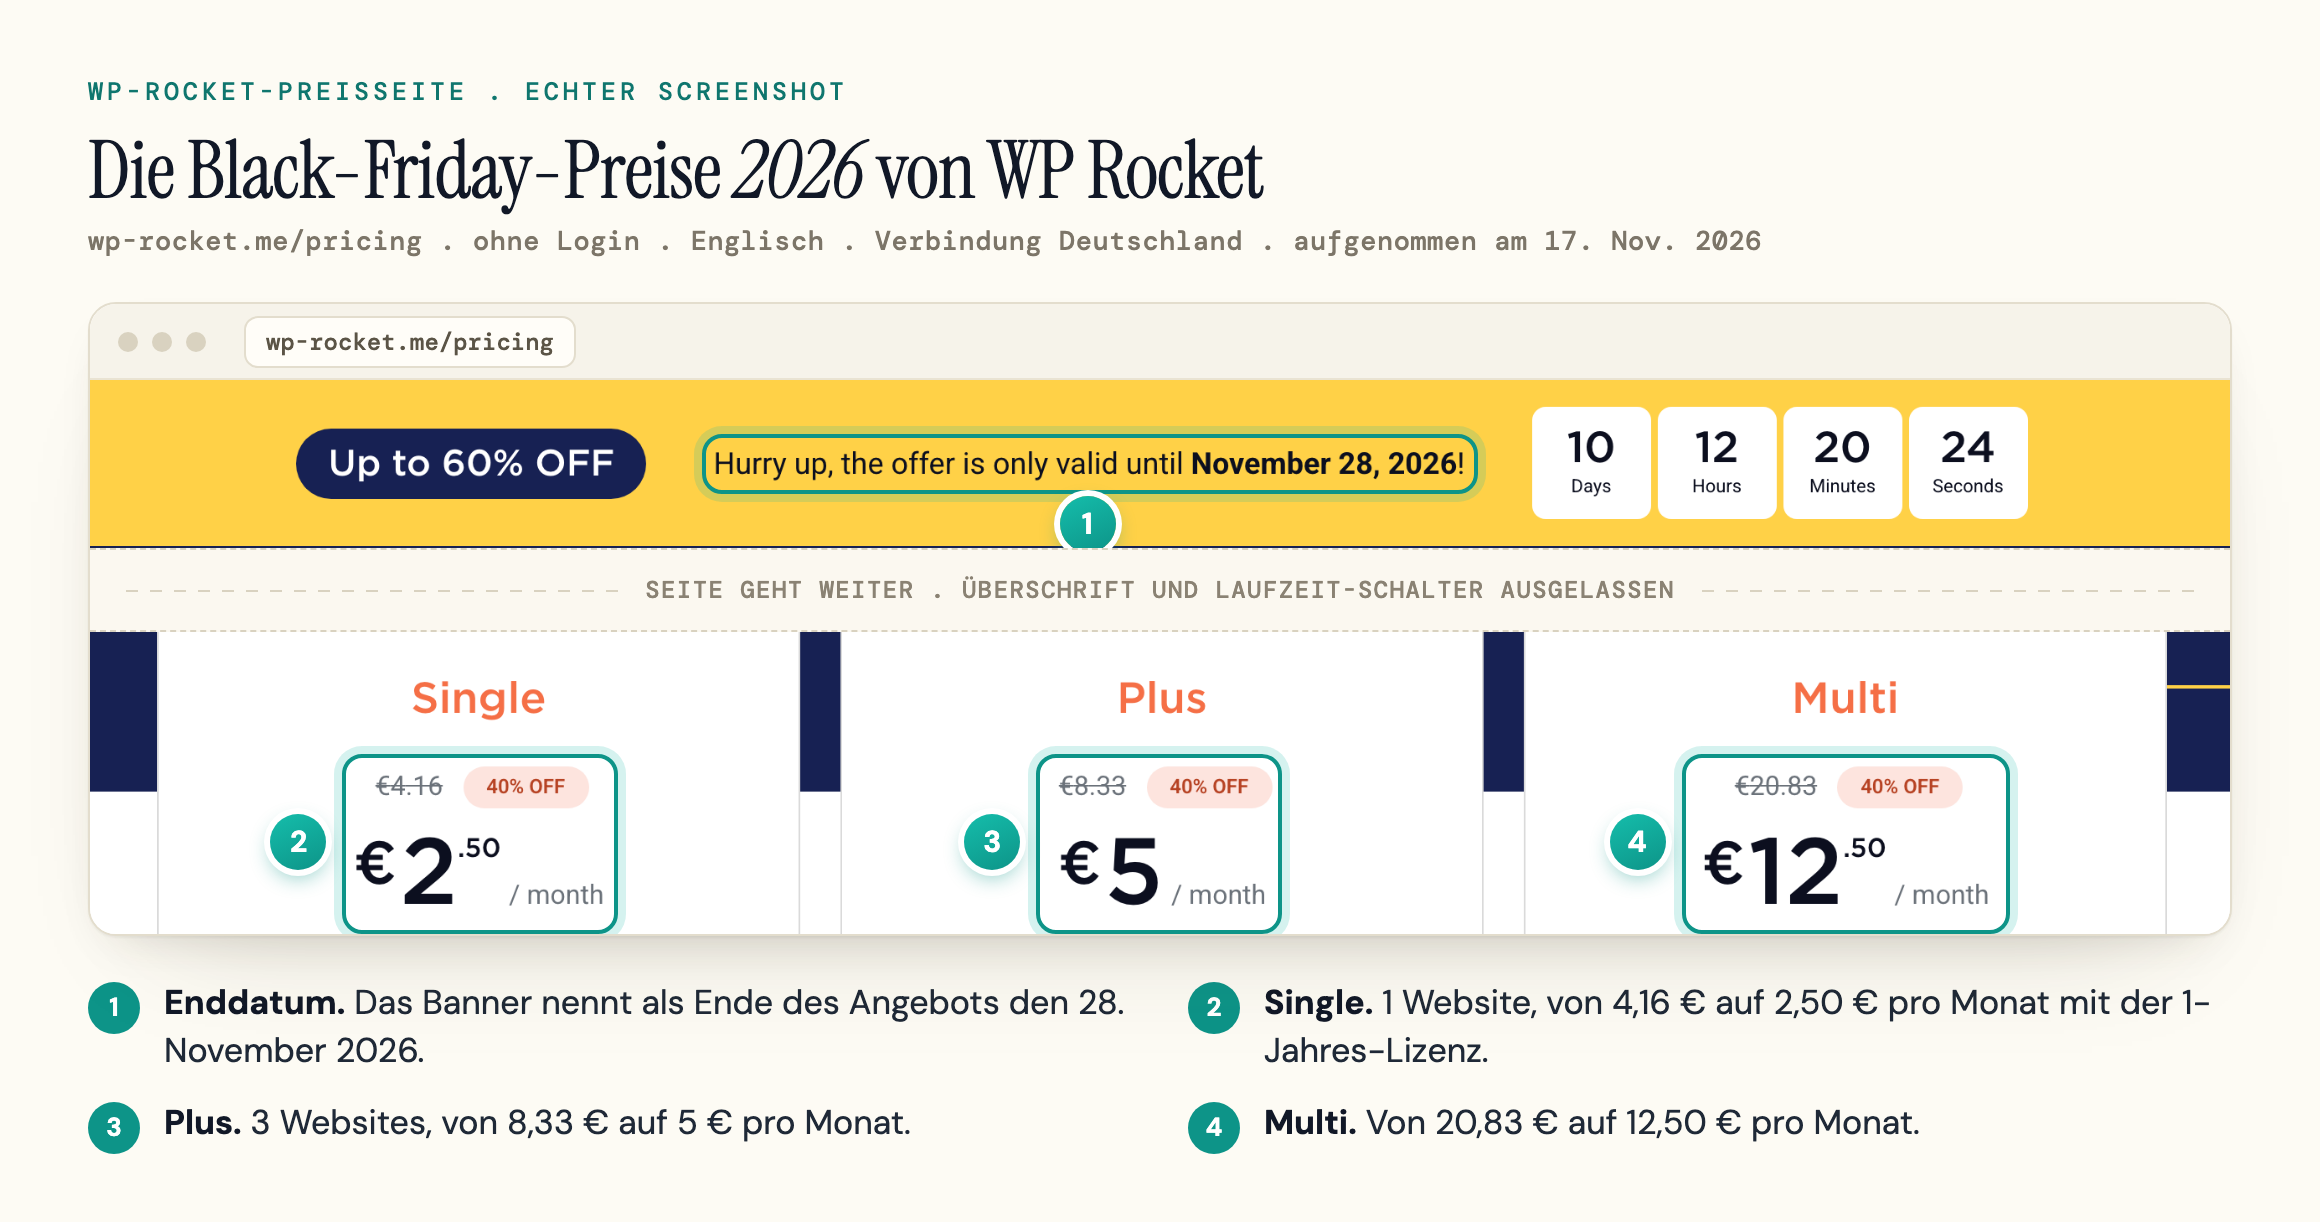 WP-ROCKET-PREISSEITE . ECHTER SCREENSHOT
Die Black-Friday-Preise 2026 von WP Rocket
wp-rocket.me/pricing . ohne Login . Englisch . Verbindung Deutschland . aufgenommen am 17. Nov. 2026
wp-rocket.me/pricing
Up to 60% OFF
Hurry up, the offer is only valid until November 28, 2026!
10 12 20 24
Days Hours Minutes Seconds
1
SEITE GEHT WEITER . ÜBERSCHRIFT UND LAUFZEIT-SCHALTER AUSGELASSEN
Single
€4.16 40% OFF
2
€2.50 / month
Plus
€8.33 40% OFF
3
€5 / month
Multi
€20.83 40% OFF
4
€12.50 / month
1 Enddatum. Das Banner nennt als Ende des Angebots den 28.
November 2026.
2 Single. 1 Website, von 4,16 € auf 2,50 € pro Monat mit der 1-
Jahres-Lizenz.
3 Plus. 3 Websites, von 8,33 € auf 5 € pro Monat.
4 Multi. Von 20,83 € auf 12,50 € pro Monat.